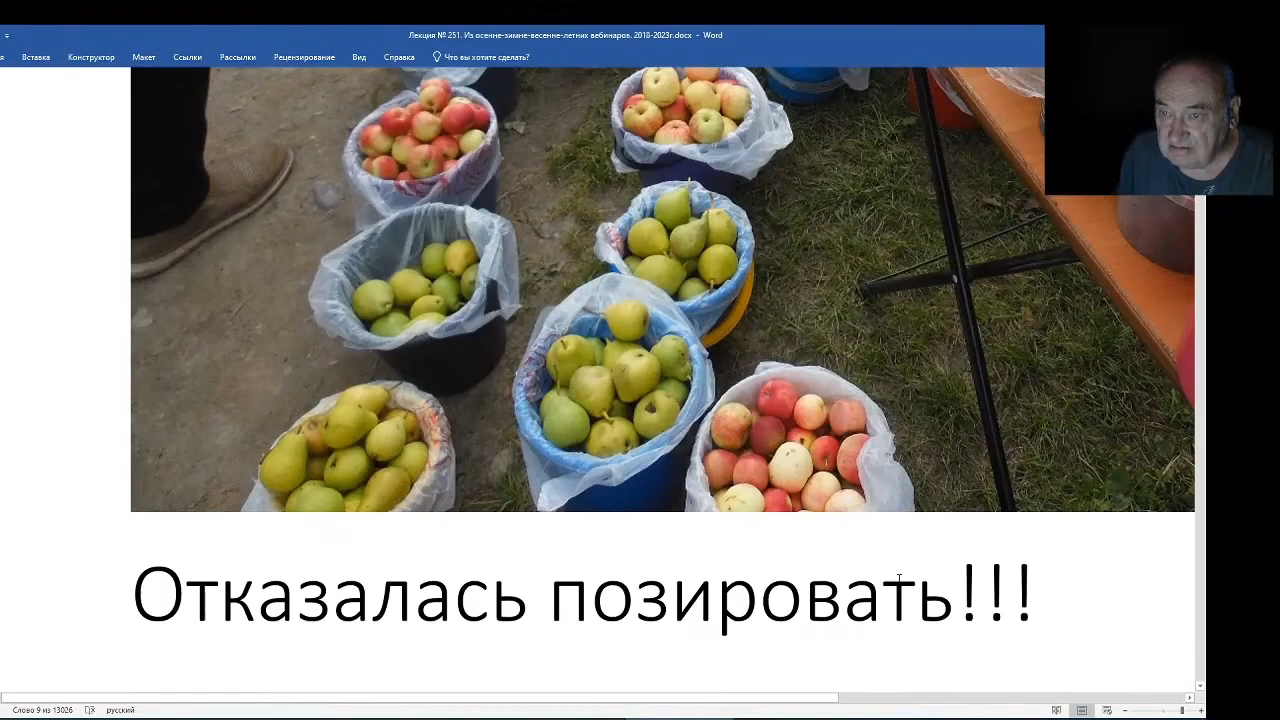 Лекция № 251. Из осенне-зимне-весенне-летних вебинаров. 2018-2023г.docx - Word
Вставка Конструктор Макет Ссылки Рассылки Рецензирование Вид Справка Что вы хотите сделать?
Отказалась позировать!!!
Слово 9 из 13026 русский